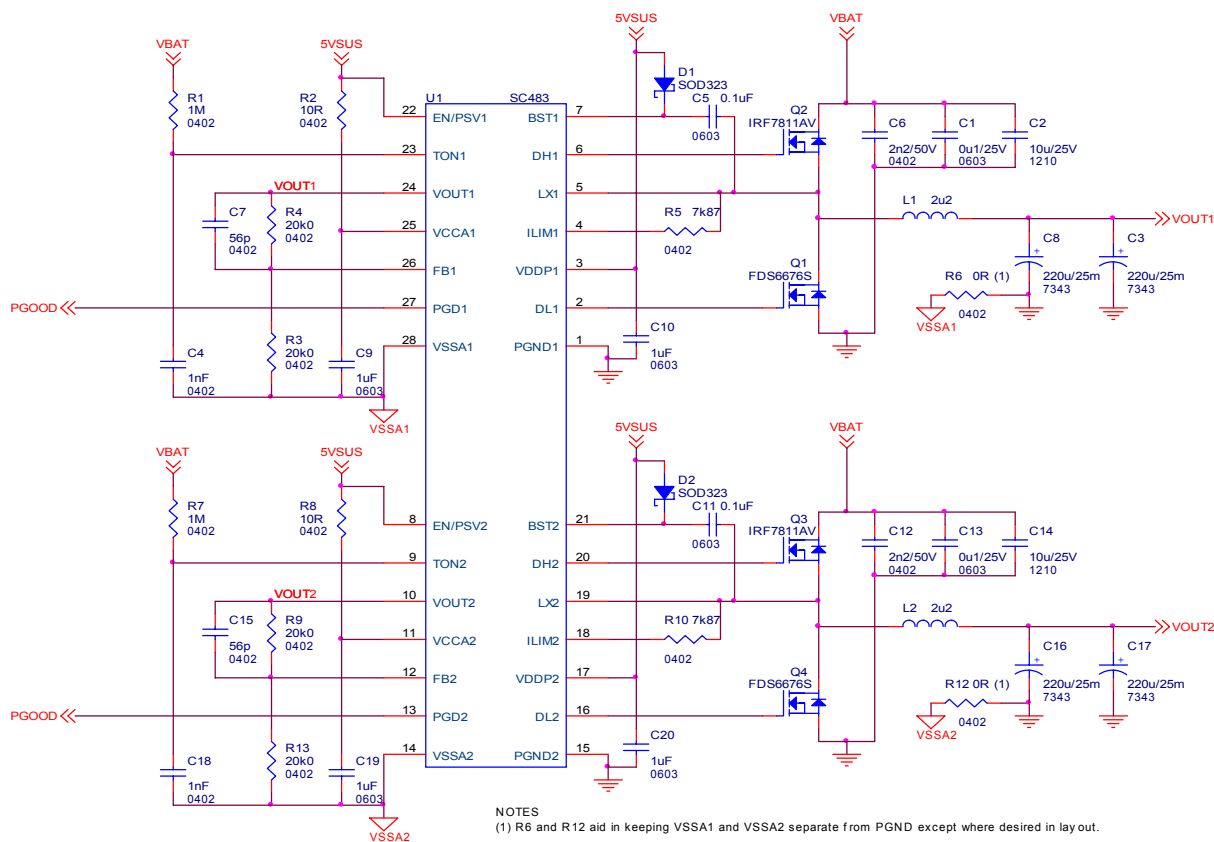 VBAT
5VSUS
5VSUS
VBAT
R1
1M
0402
R2
10R
0402
U1
SC483
D1
SOD323
C5 0.1uF
0603
Q2
IRF7811AV
C6
2n2/50V
0402
C1
0u1/25V
0603
C2
10u/25V
1210
22
EN/PSV1
BST1
7
23
TON1
DH1
6
VOUT1
24
VOUT1
LX1
5
C7
56p
0402
R4
20k0
0402
25
VCCA1
ILIM1
4
R5 7k87
0402
L1 2u2
VOUT1
26
FB1
VDDP1
3
Q1
FDS6676S
R6 0R (1)
0402
VSSA1
C8
220u/25m
7343
C3
220u/25m
7343
PGOOD
27
PGD1
DL1
2
28
VSSA1
PGND1
1
C4
1nF
0402
R3
20k0
0402
C9
1uF
0603
C10
1uF
0603
VSSA1
VBAT
5VSUS
5VSUS
VBAT
R7
1M
0402
R8
10R
0402
D2
SOD323
C11 0.1uF
0603
Q3
IRF7811AV
C12
2n2/50V
0402
C13
0u1/25V
0603
C14
10u/25V
1210
8
EN/PSV2
BST2
21
9
TON2
DH2
20
VOUT2
10
VOUT2
LX2
19
C15
56p
0402
R9
20k0
0402
11
VCCA2
ILIM2
18
R10 7k87
0402
L2 2u2
VOUT2
12
FB2
VDDP2
17
Q4
FDS6676S
R12 0R (1)
0402
VSSA2
C16
220u/25m
7343
C17
220u/25m
7343
PGOOD
13
PGD2
DL2
16
14
VSSA2
PGND2
15
C18
1nF
0402
R13
20k0
0402
C19
1uF
0603
C20
1uF
0603
VSSA2
NOTES
(1) R6 and R12 aid in keeping VSSA1 and VSSA2 separate from PGND except where desired in layout.